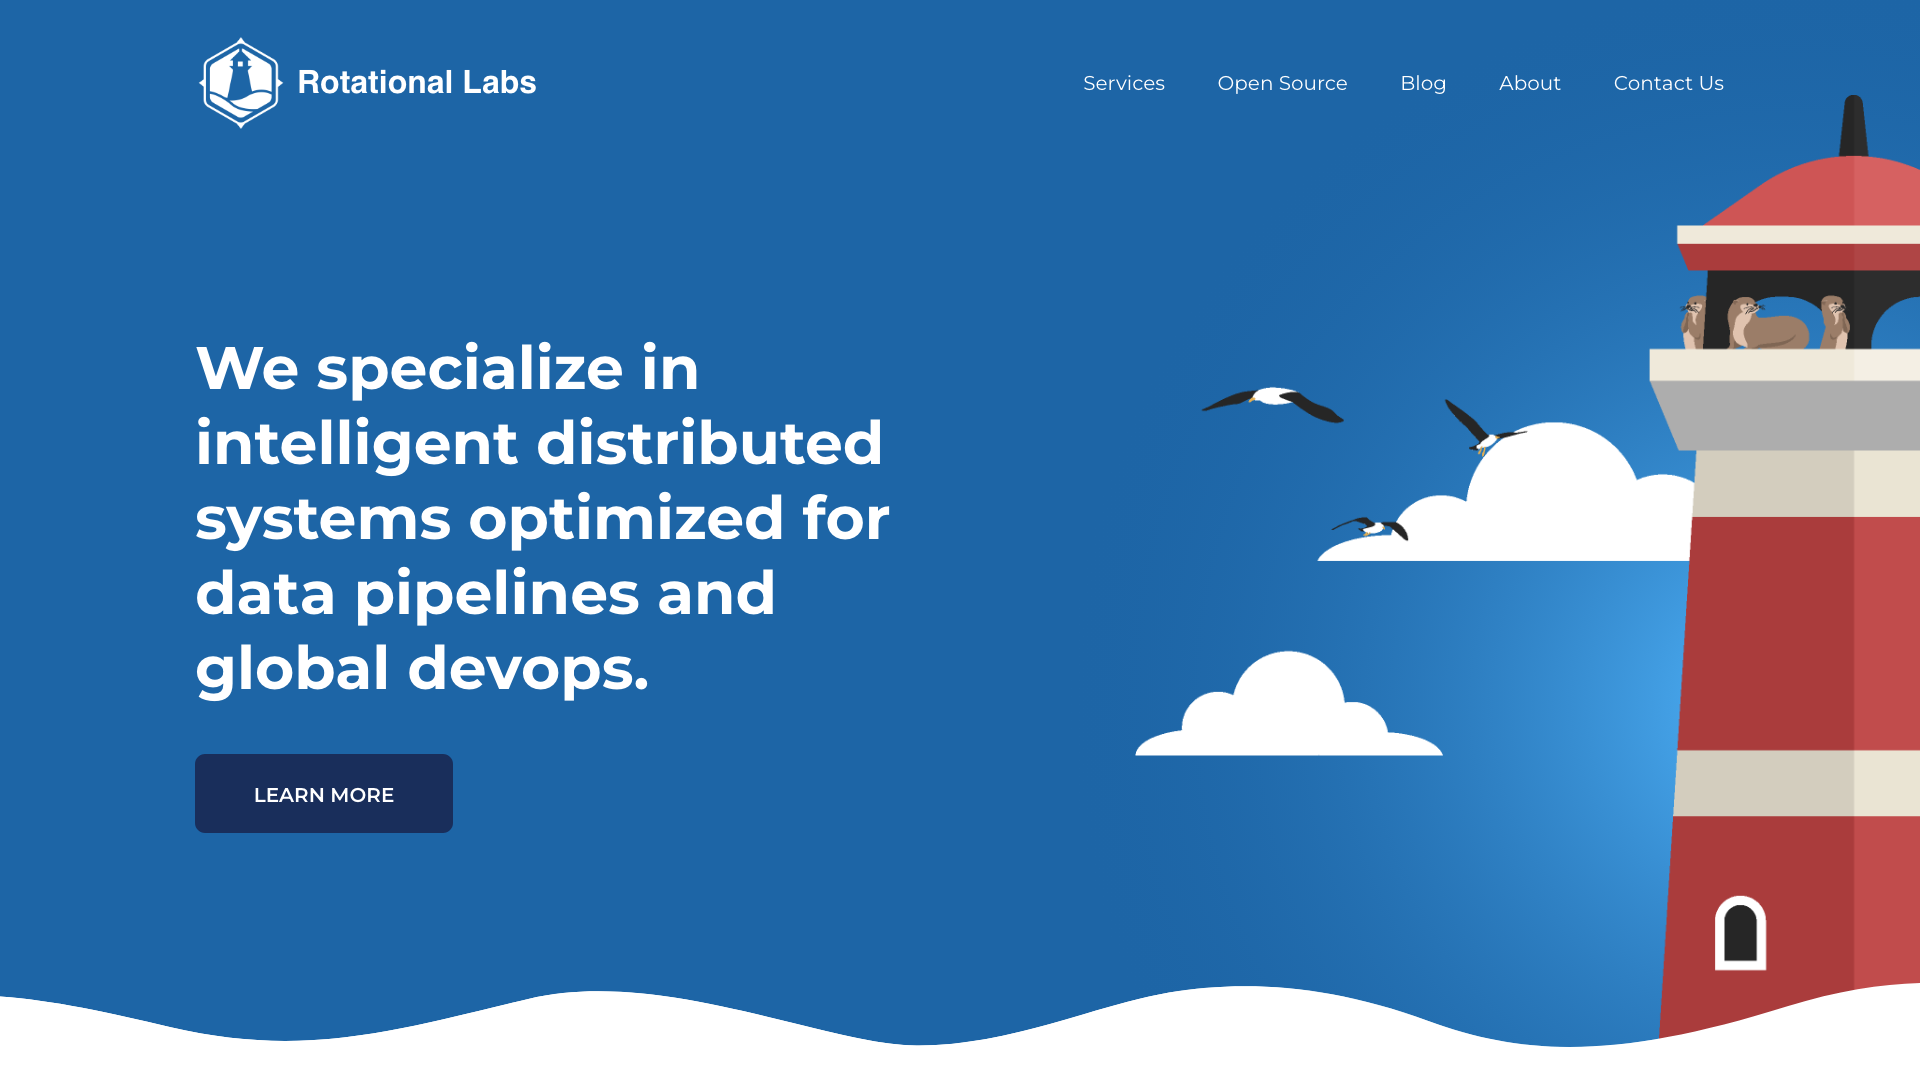 Rotational Labs
Services Open Source Blog About Contact Us
We specialize in
intelligent distributed
systems optimized for
data pipelines and
global devops.
LEARN MORE